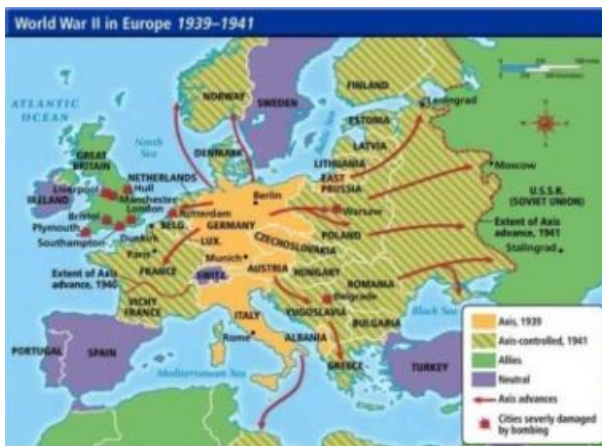 World War II in Europe 1939–1941
ATLANTIC
OCEAN
NORWAY
SWEDEN
FINLAND
Leningrad
ESTONIA
North
Sea
Baltic Sea
LATVIA
DENMARK
LITHUANIA
Moscow
GREAT
BRITAIN
IRELAND
NETHERLANDS
EAST
PRUSSIA
U.S.S.R.
(SOVIET UNION)
Liverpool
Hull
Manchester
London
Bristol
Plymouth
Southampton
Rotterdam
Berlin
Warsaw
BELG.
GERMANY
POLAND
Extent of Axis
advance, 1941
Dunkirk
LUX.
Paris
CZECHOSLOVAKIA
Stalingrad
Munich
FRANCE
AUSTRIA
HUNGARY
Extent of Axis
advance, 1940
SWITZ.
ROMANIA
VICHY
FRANCE
Belgrade
YUGOSLAVIA
Black Sea
ITALY
BULGARIA
PORTUGAL
SPAIN
Rome
ALBANIA
GREECE
TURKEY
Mediterranean Sea
Axis, 1939
Axis-controlled, 1941
Allies
Neutral
Axis advances
Cities severly damaged
by bombing